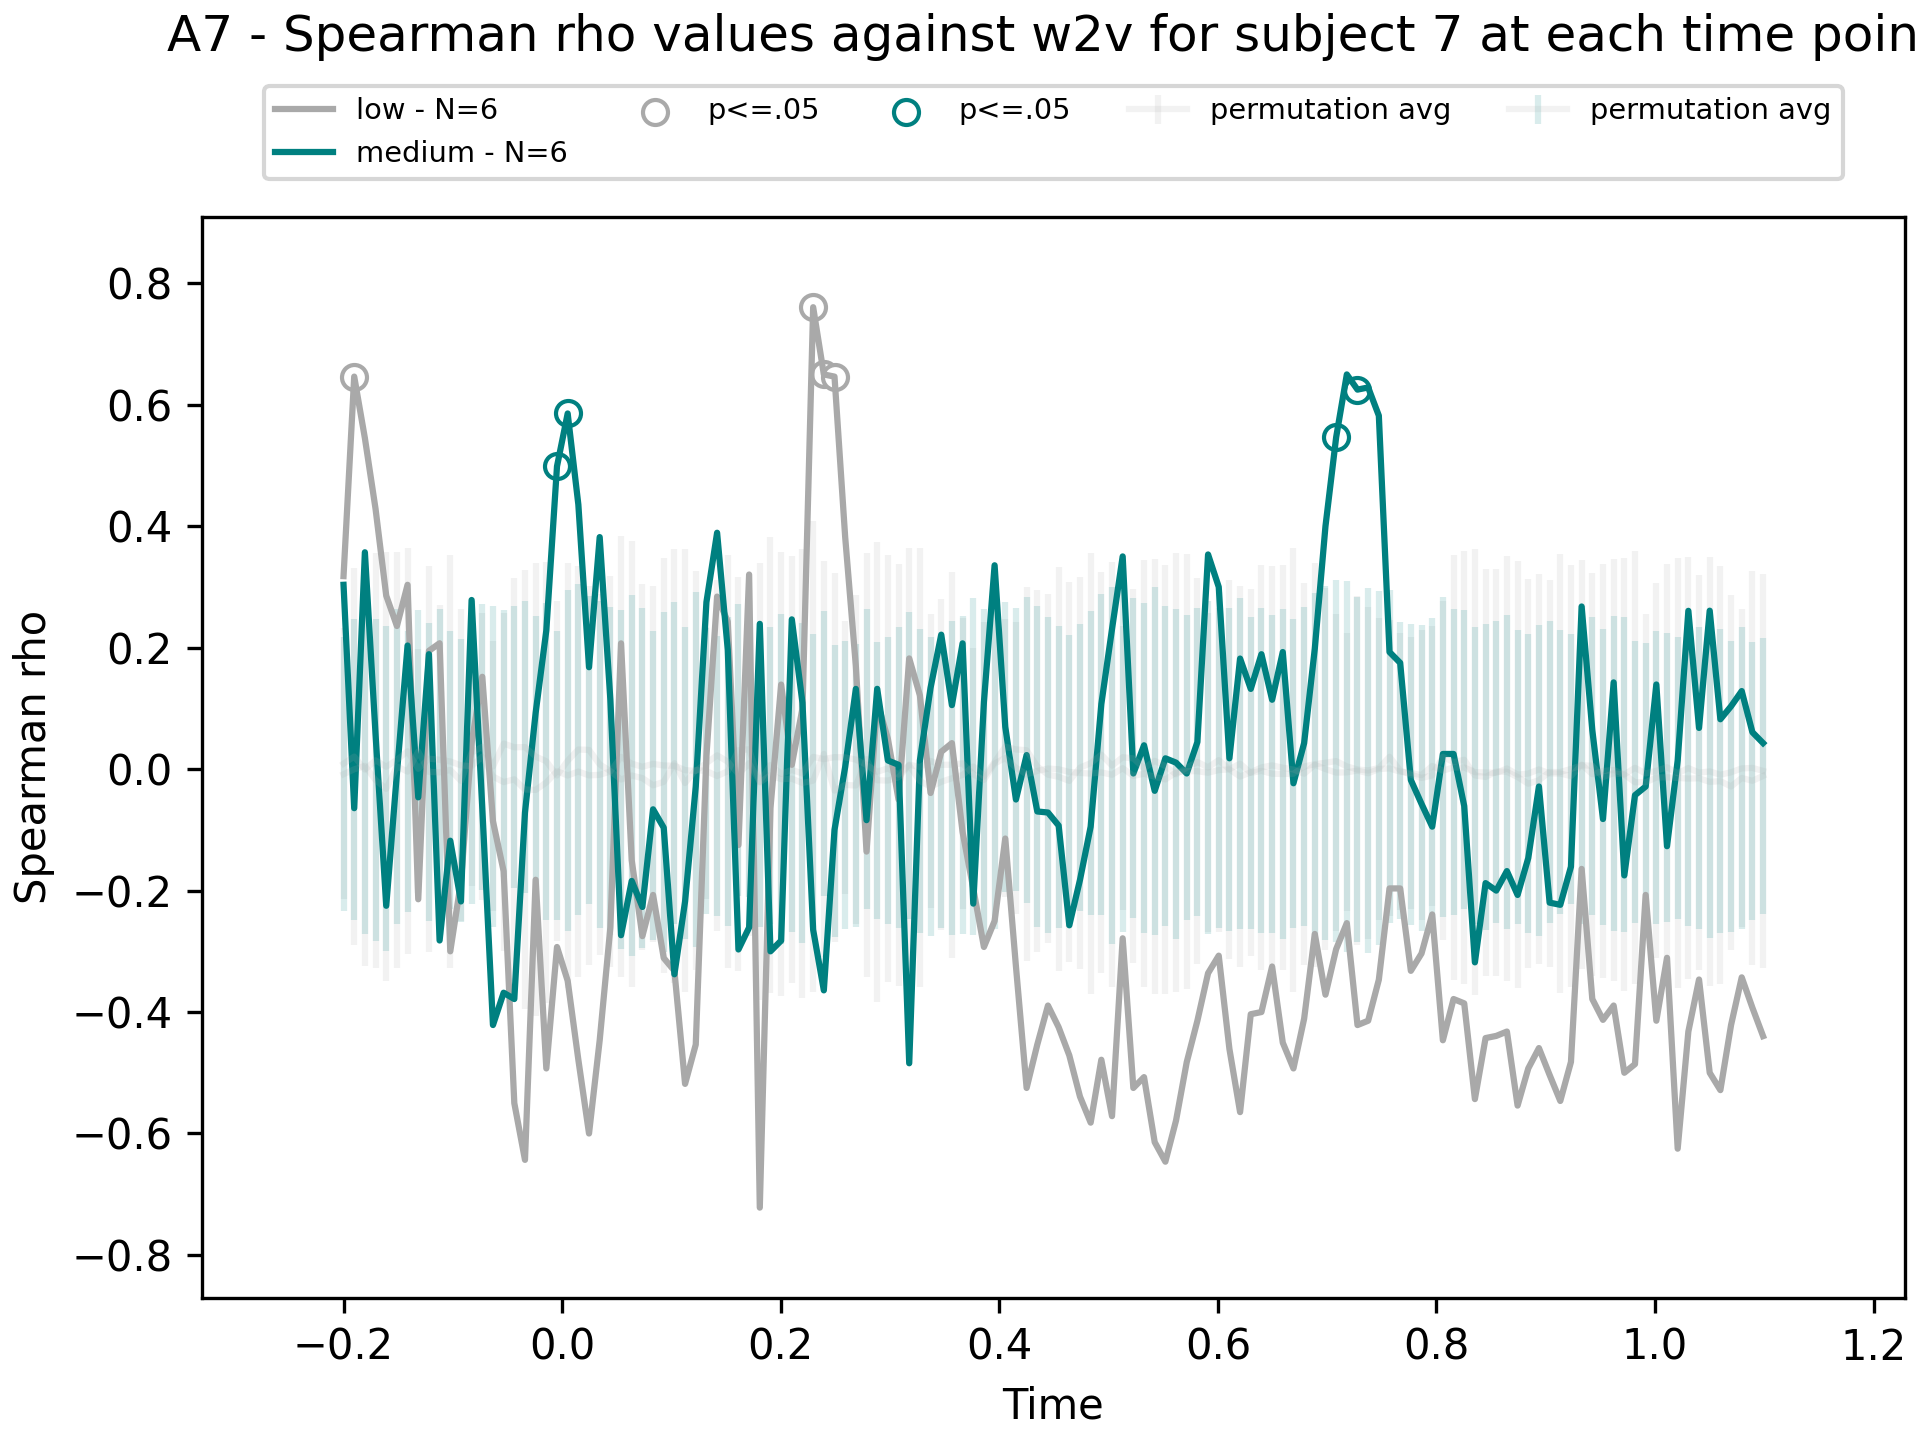 A7 - Spearman rho values against w2v for subject 7 at each time poin
low - N=6
medium - N=6
p<=.05
p<=.05
permutation avg
permutation avg
Spearman rho
0.8
0.6
0.4
0.2
0.0
−0.2
−0.4
−0.6
−0.8
−0.2 0.0 0.2 0.4 0.6 0.8 1.0 1.2
Time